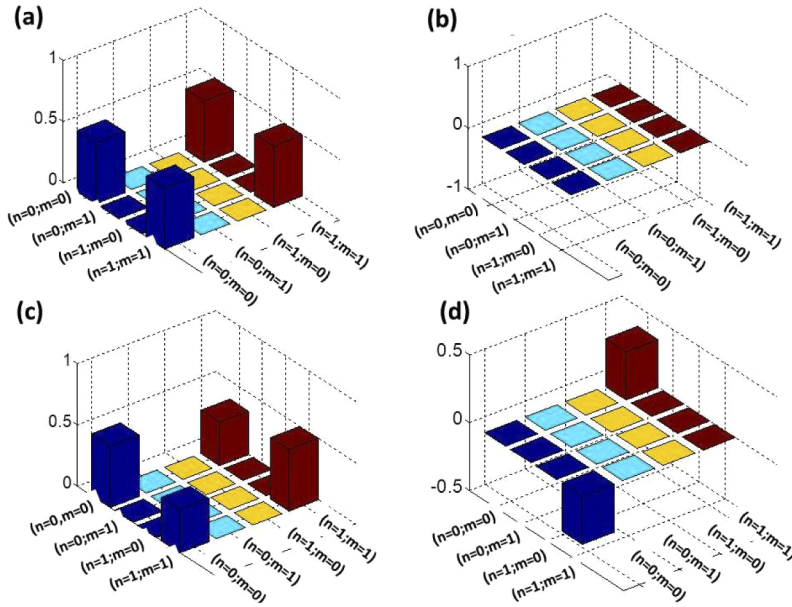 (a)
1
0.5
0
(n=0;m=0)
(n=0;m=1)
(n=1;m=0)
(n=1;m=1)
(n=0;m=0)
(n=0;m=1)
(n=1;m=0)
(n=1;m=1)
(b)
1
0
-1
(n=0,m=0)
(n=0;m=1)
(n=1;m=0)
(n=1;m=1)
(n=0;m=0)
(n=0;m=1)
(n=1;m=0)
(n=1;m=1)
(c)
1
0.5
0
(n=0,m=0)
(n=0;m=1)
(n=1;m=0)
(n=1;m=1)
(n=0;m=0)
(n=0;m=1)
(n=1;m=0)
(n=1;m=1)
(d)
0.5
0
-0.5
(n=0;m=0)
(n=0;m=1)
(n=1;m=0)
(n=1;m=1)
(n=0;m=0)
(n=0;m=1)
(n=1;m=0)
(n=1;m=1)